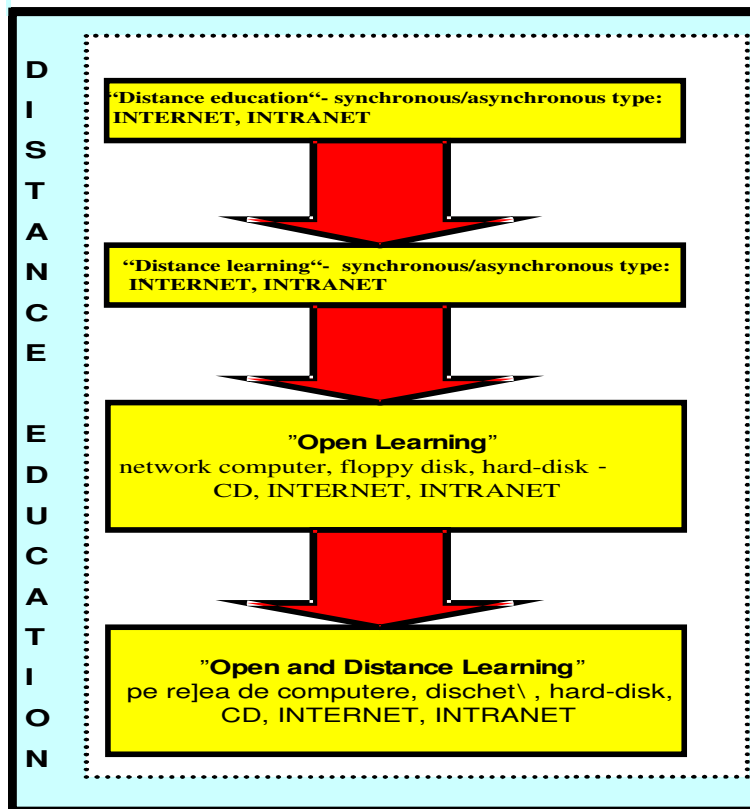 DISTANCE EDUCATION
“Distance education“- synchronous/asynchronous type:
INTERNET, INTRANET
“Distance learning“- synchronous/asynchronous type:
INTERNET, INTRANET
”Open Learning”
network computer, floppy disk, hard-disk -
CD, INTERNET, INTRANET
”Open and Distance Learning”
pe re]ea de computere, dischet\ , hard-disk,
CD, INTERNET, INTRANET